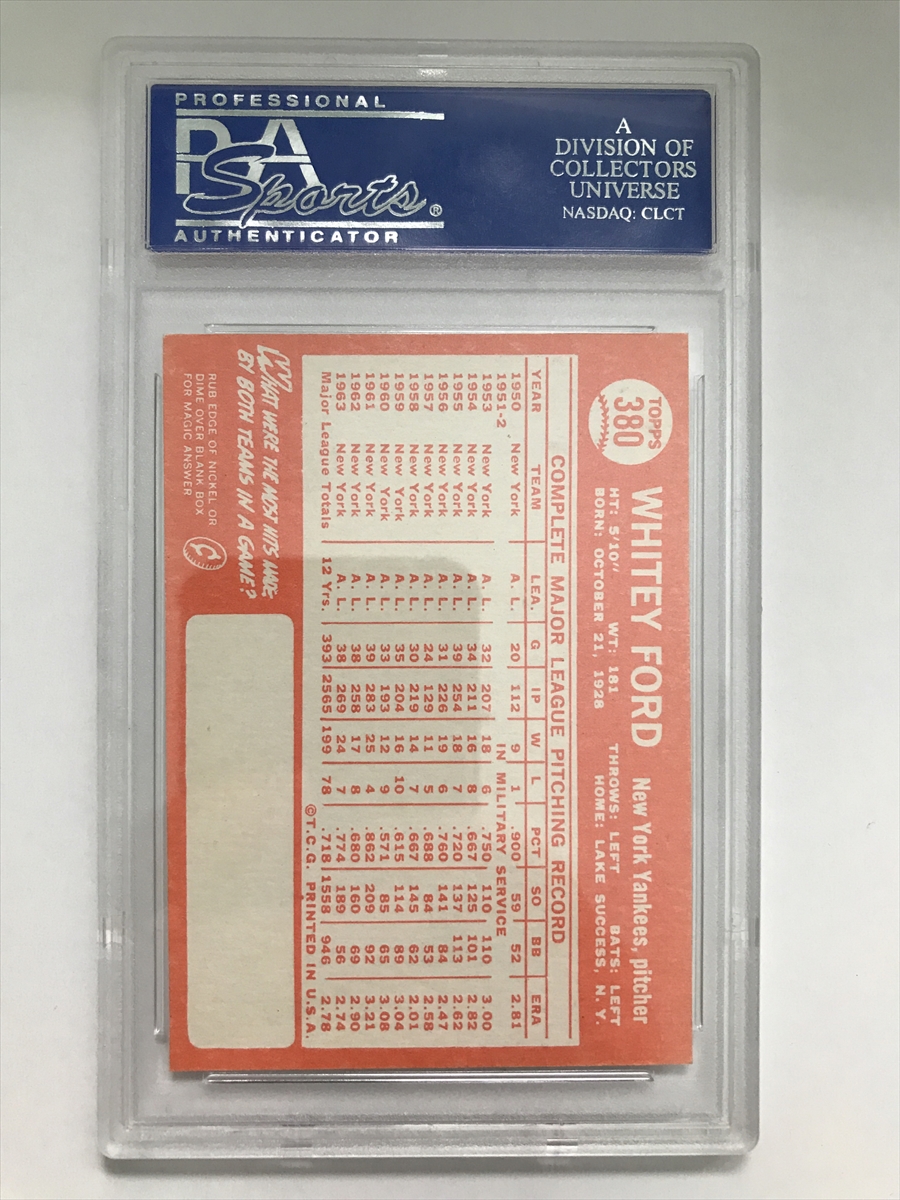 PROFESSIONAL
PSA
Sports®
AUTHENTICATOR
A
DIVISION OF
COLLECTORS
UNIVERSE
NASDAQ: CLCT
TOPPS
380
WHITEY FORD New York Yankees, pitcher
HT: 5'10" WT: 181 THROWS: LEFT BATS: LEFT
BORN: OCTOBER 21, 1928 HOME: LAKE SUCCESS, N. Y.
COMPLETE MAJOR LEAGUE PITCHING RECORD
YEAR TEAM LEA. G IP W L PCT SO BB ERA
1950 New York A. L. 20 112 9 1 .900 59 52 2.81
1951-2 IN MILITARY SERVICE
1953 New York A. L. 32 207 18 6 .750 110 110 3.00
1954 New York A. L. 34 211 16 8 .667 125 101 2.82
1955 New York A. L. 39 254 18 7 .720 137 113 2.62
1956 New York A. L. 31 226 19 6 .760 141 84 2.47
1957 New York A. L. 24 129 11 5 .688 84 53 2.58
1958 New York A. L. 30 219 14 7 .667 145 62 2.01
1959 New York A. L. 35 204 16 10 .615 114 89 3.04
1960 New York A. L. 33 193 12 9 .571 85 65 3.08
1961 New York A. L. 39 283 25 4 .862 209 92 3.21
1962 New York A. L. 38 258 17 8 .680 160 69 2.90
1963 New York A. L. 38 269 24 7 .774 189 56 2.74
Major League Totals 12 Yrs. 393 2565 199 78 .718 1558 946 2.78
©T.C.G. PRINTED IN U.S.A.
WHAT WERE THE MOST HITS MADE
BY BOTH TEAMS IN A GAME?
RUB EDGE OF NICKEL OR
DIME OVER BLANK BOX
FOR MAGIC ANSWER